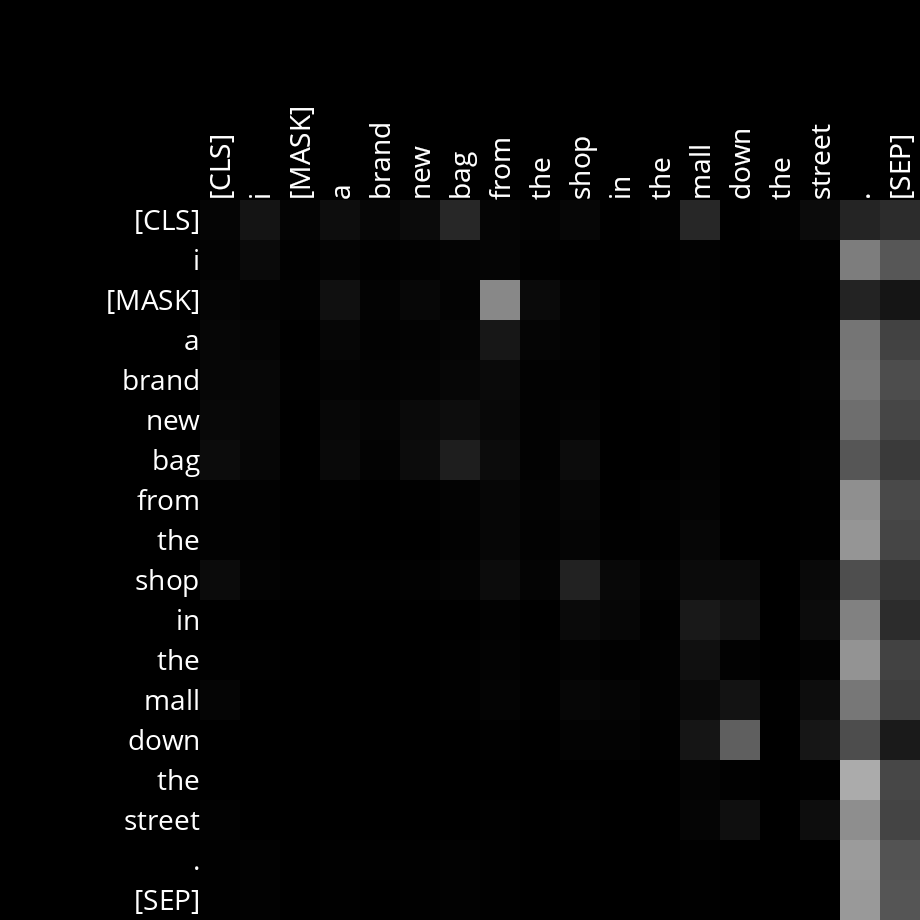 [CLS] i [MASK] a brand new bag from the shop in the mall down the street . [SEP]
[CLS]
i
[MASK]
a
brand
new
bag
from
the
shop
in
the
mall
down
the
street
.
[SEP]